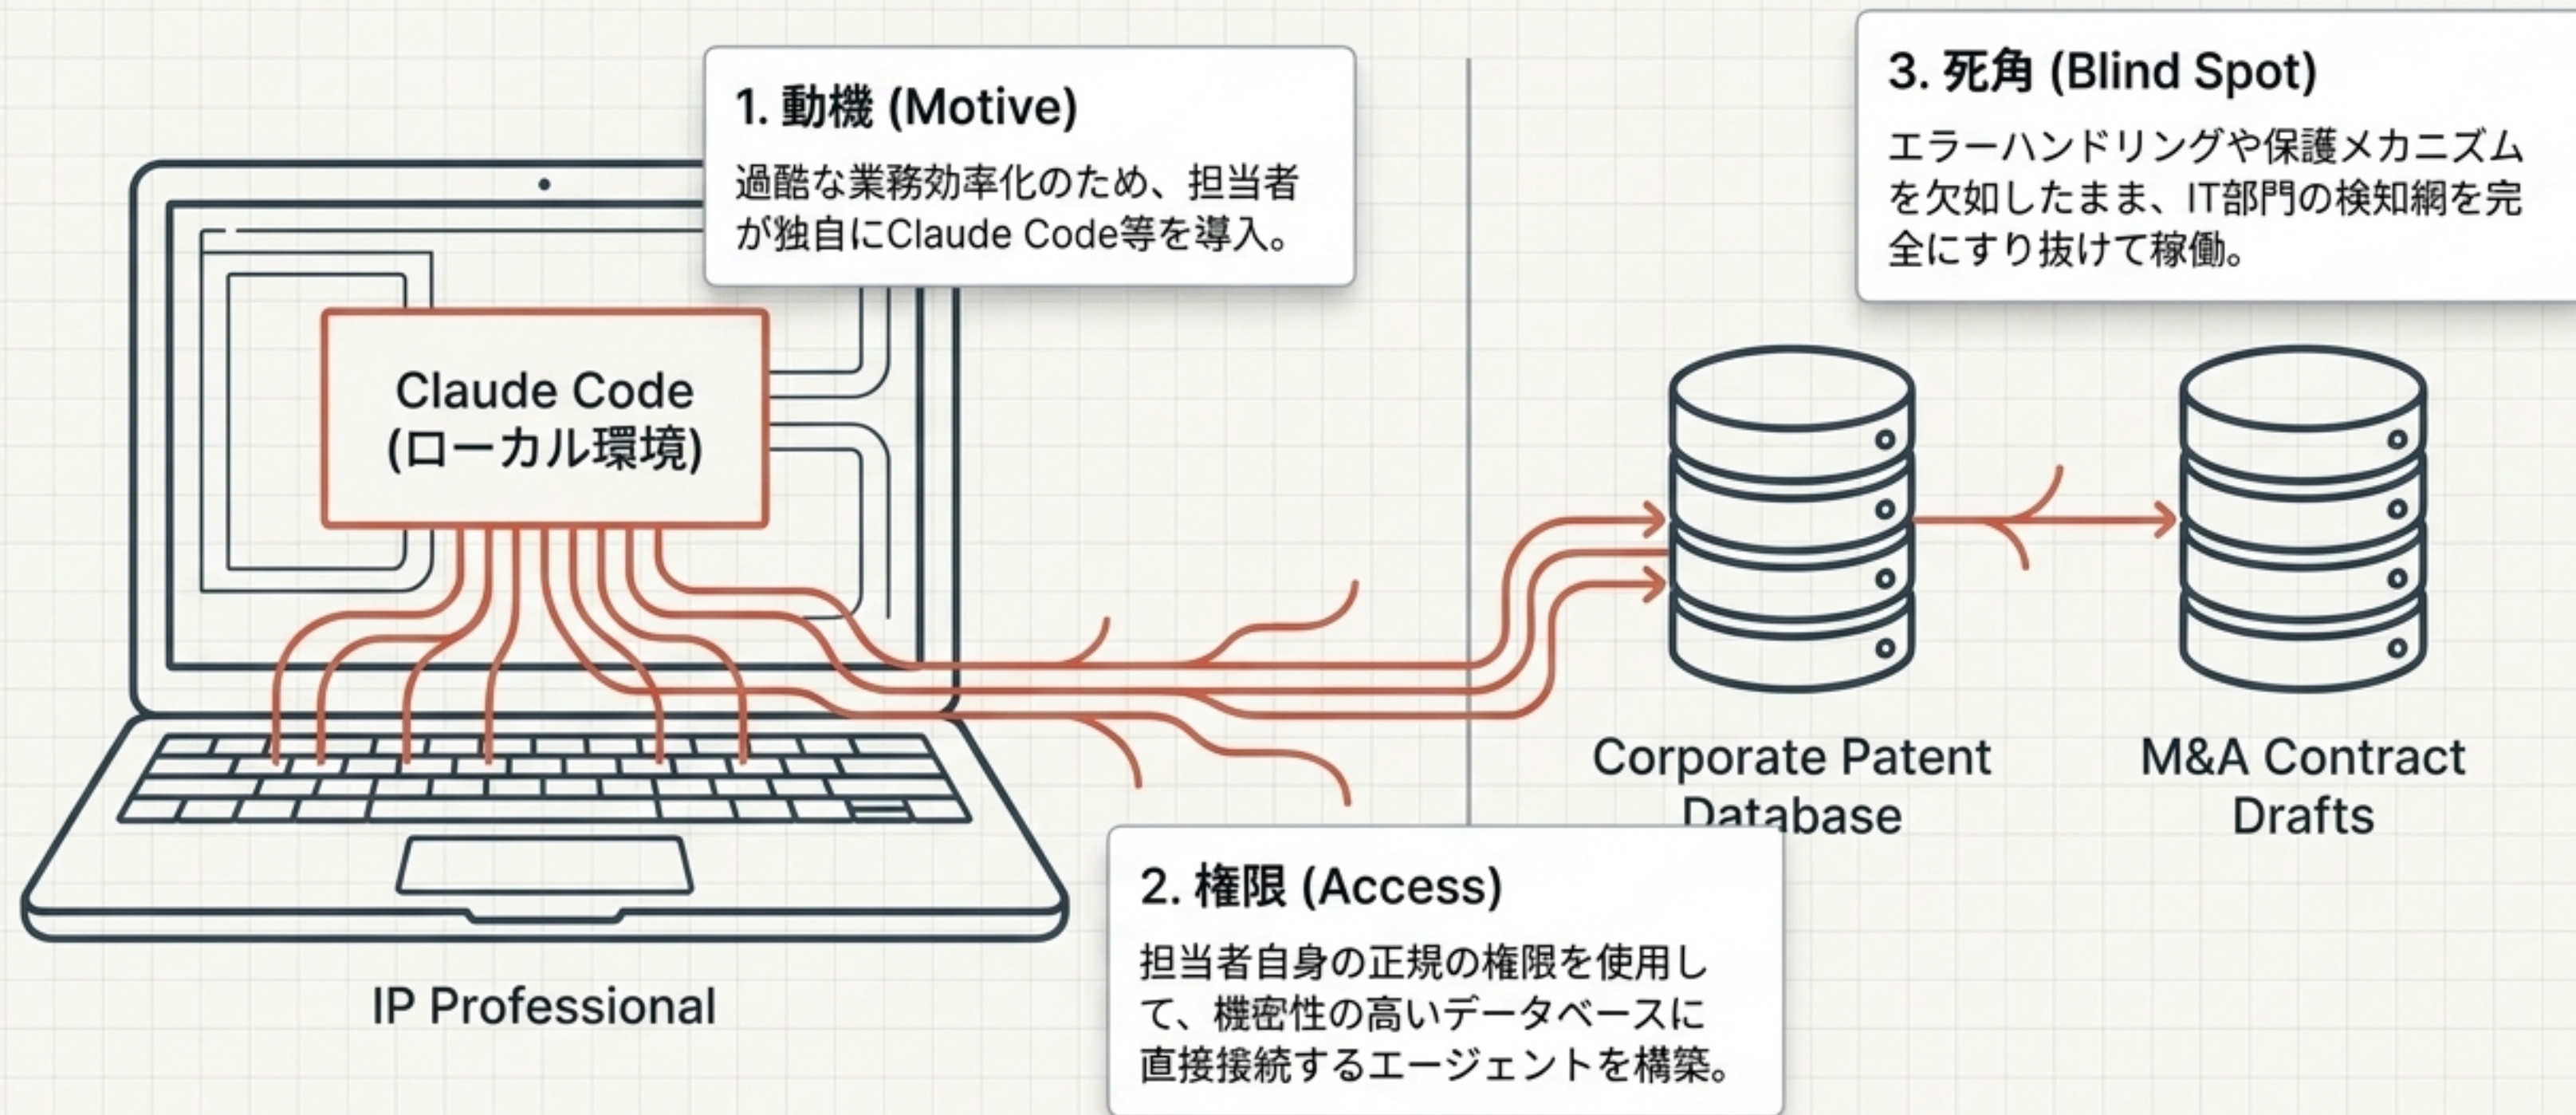 1. 動機 (Motive)
過酷な業務効率化のため、担当者
が独自にClaude Code等を導入。
3. 死角 (Blind Spot)
エラーハンドリングや保護メカニズム
を欠如したまま、IT部門の検知網を完
全にすり抜けて稼働。
Claude Code
(ローカル環境)
Corporate Patent
Database
M&A Contract
Drafts
2. 権限 (Access)
担当者自身の正規の権限を使用し
て、機密性の高いデータベースに
直接接続するエージェントを構築。
IP Professional